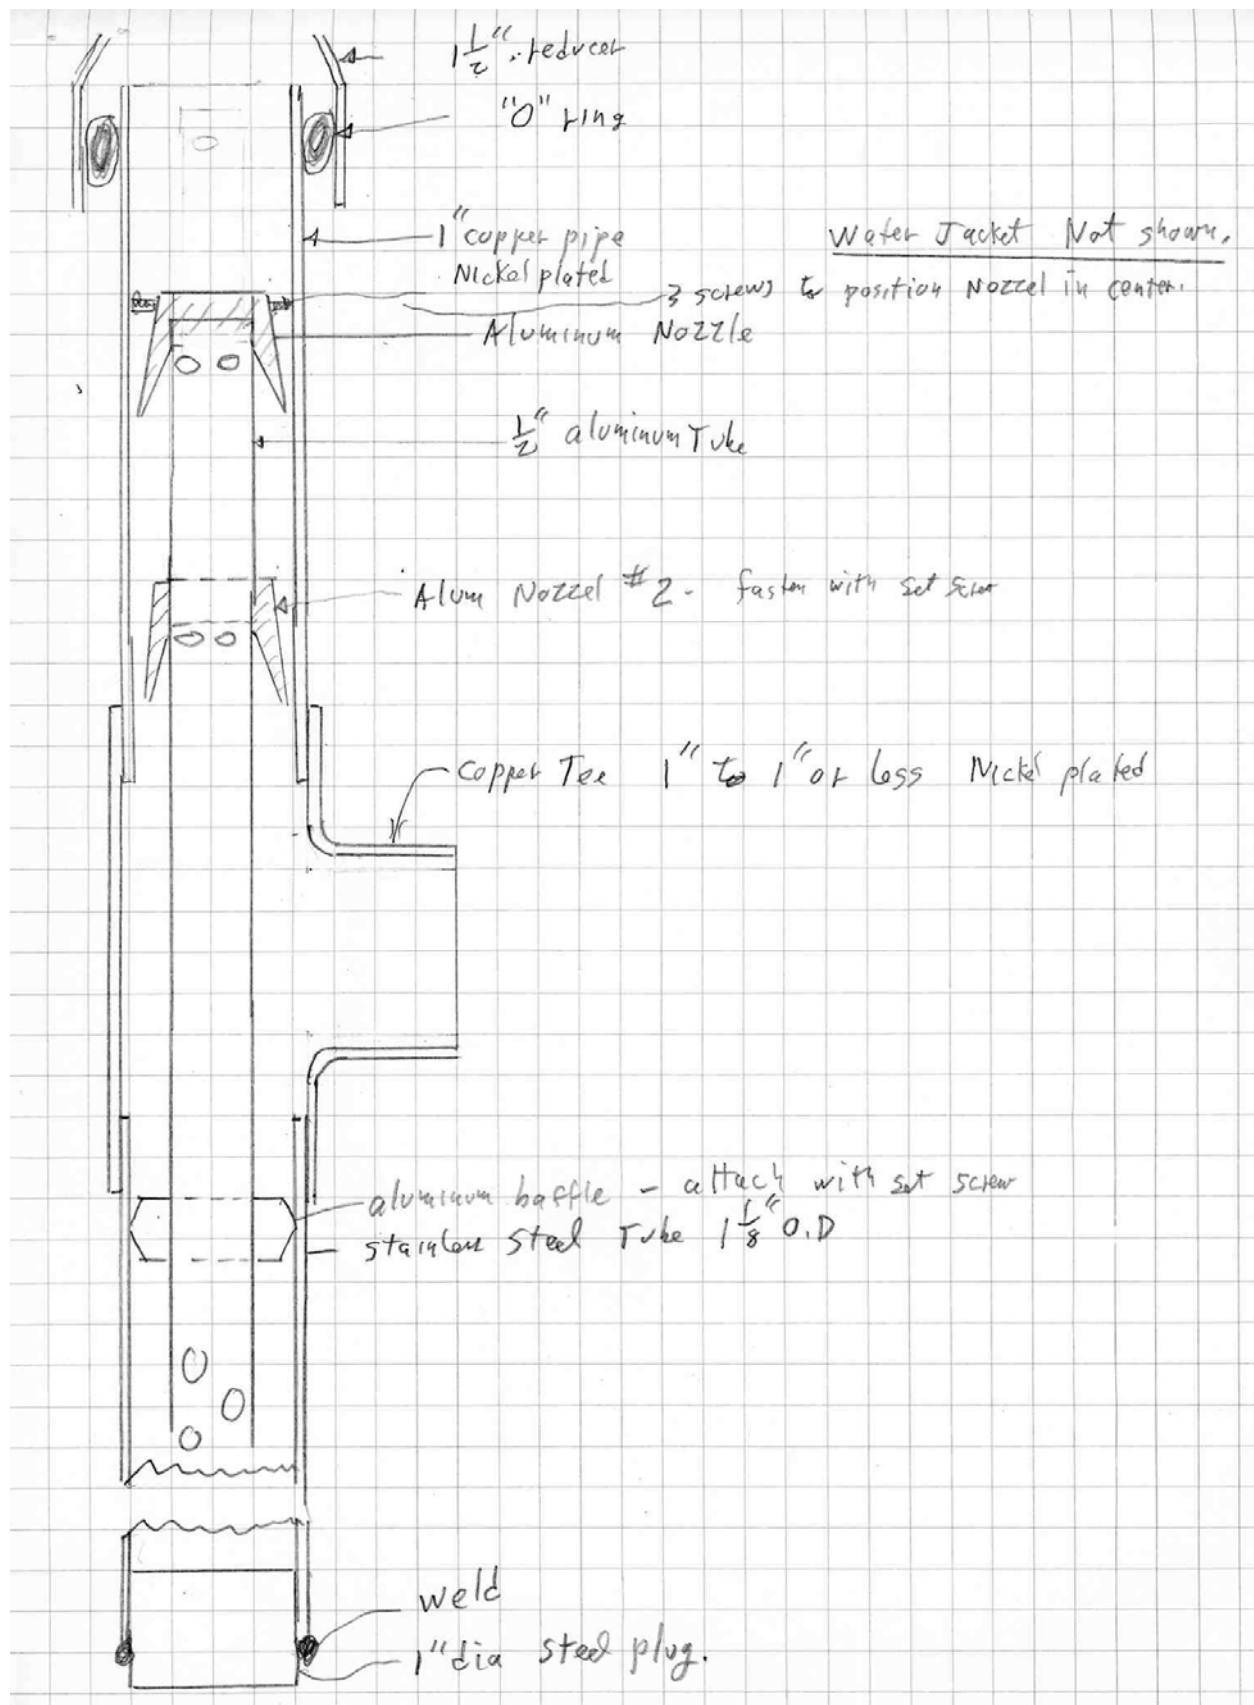 1 1/2" reducer
"O" ring
1" copper pipe
Nickel plated
Water Jacket Not shown.
3 screws to position Nozzel in center.
Aluminum Nozzle
1/2" aluminum Tube
Alum Nozzel #2 - fasten with set screw
copper Tee 1" to 1" or less Nickel plated
aluminum baffle - attach with set screw
stainless steel Tube 1 1/8" O.D
weld
1" dia steel plug.